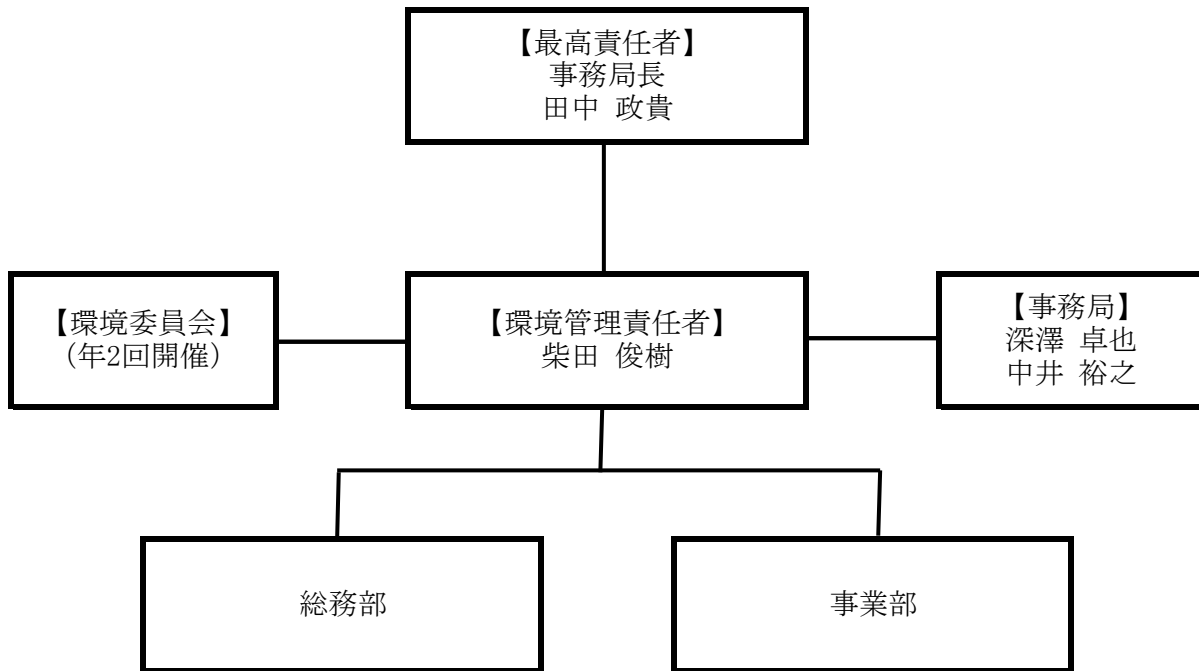 【最高責任者】
事務局長
田中 政貴
【環境委員会】
(年2回開催)
【環境管理責任者】
柴田 俊樹
【事務局】
深澤 卓也
中井 裕之
総務部
事業部